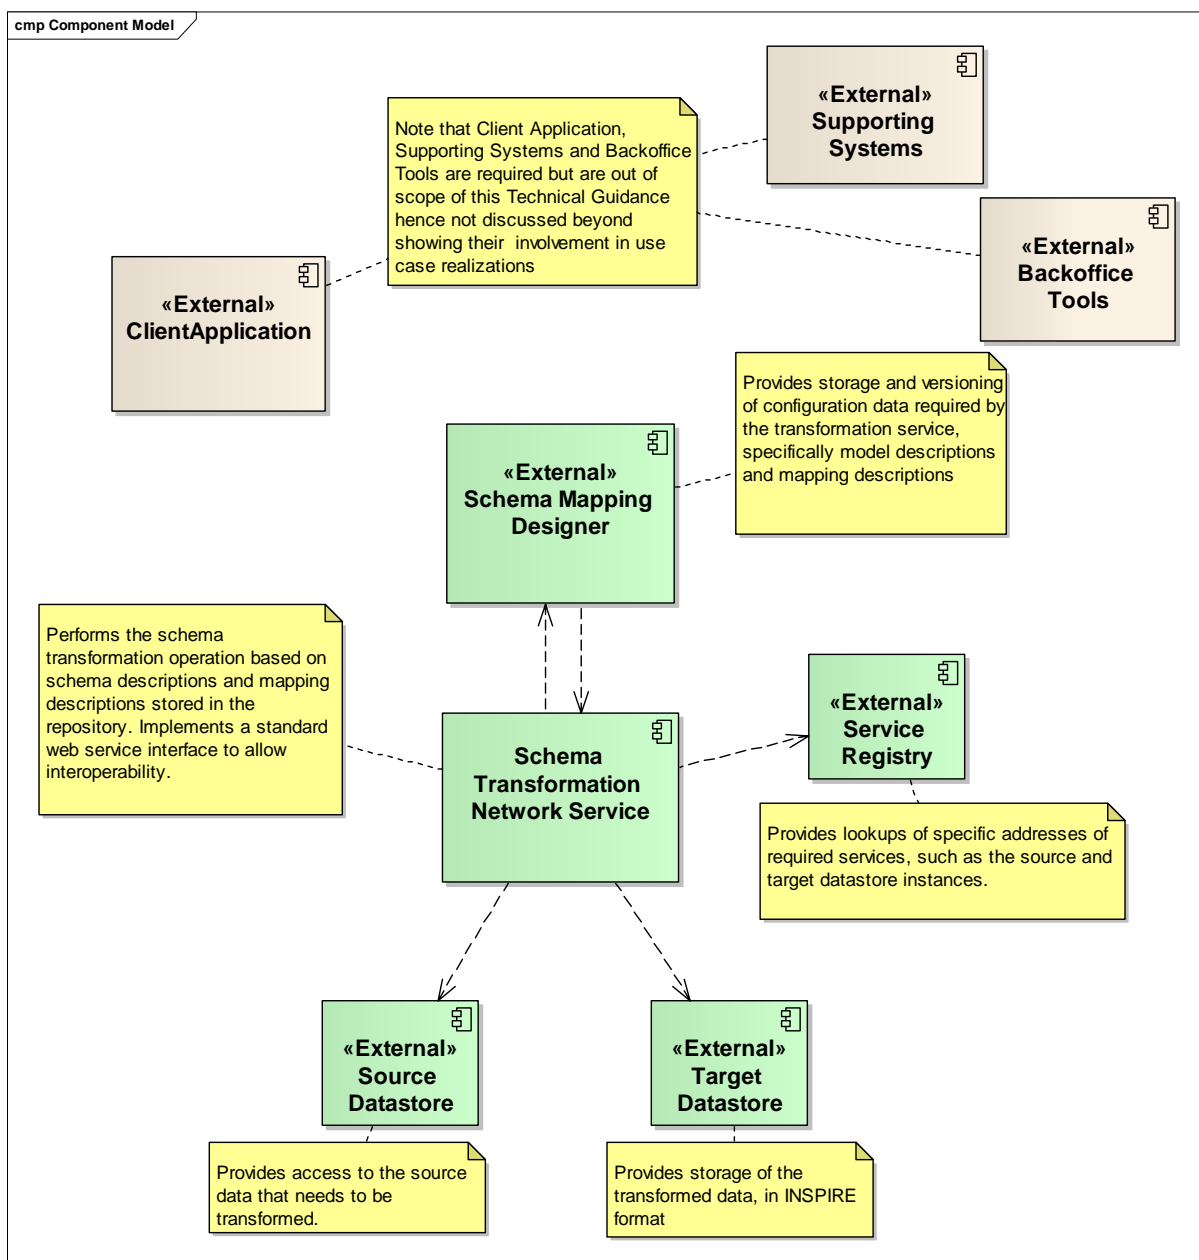 cmp Component Model
«External»
Supporting
Systems
Note that Client Application,
Supporting Systems and Backoffice
Tools are required but are out of
scope of this Technical Guidance
hence not discussed beyond
showing their  involvement in use
case realizations
«External»
Backoffice
Tools
«External»
ClientApplication
Provides storage and versioning
of configuration data required by
the transformation service,
specifically model descriptions
and mapping descriptions
«External»
Schema Mapping
Designer
Performs the schema
transformation operation based on
schema descriptions and mapping
descriptions stored in the
repository. Implements a standard
web service interface to allow
interoperability.
«External»
Service
Registry
Schema
Transformation
Network Service
Provides lookups of specific addresses of
required services, such as the source and
target datastore instances.
«External»
Source
Datastore
«External»
Target
Datastore
Provides access to the source
data that needs to be
transformed.
Provides storage of the
transformed data, in INSPIRE
format